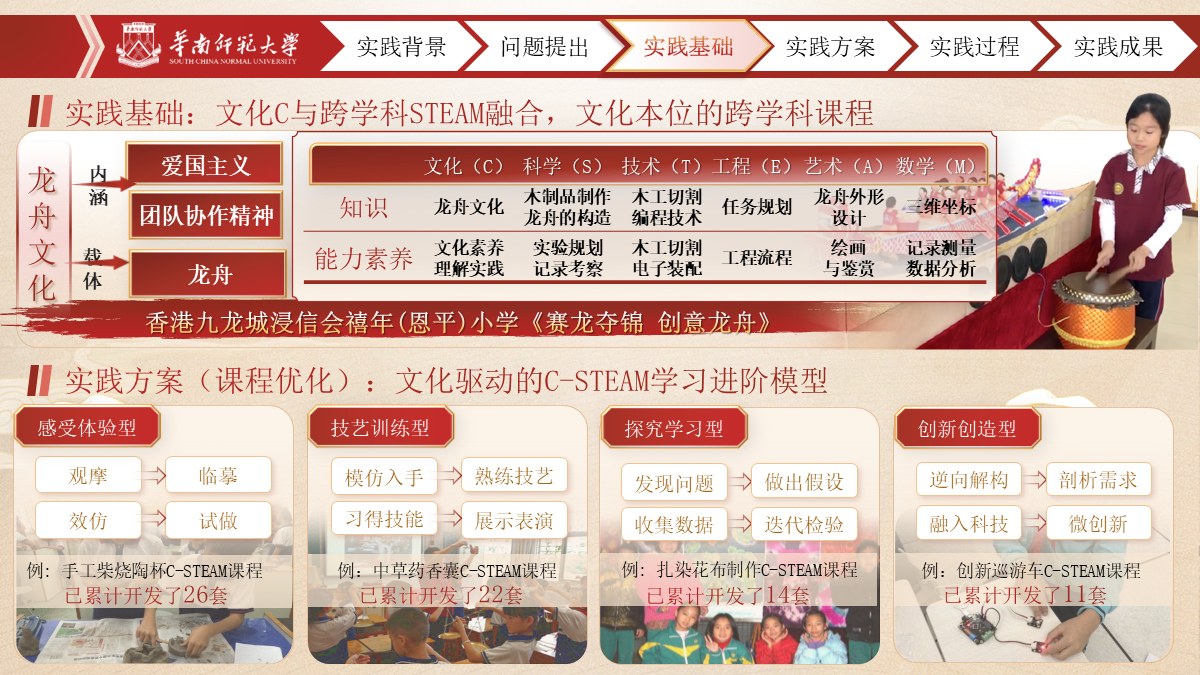 華南师範大学
SOUTH CHINA NORMAL UNIVERSITY
实践背景
问题提出
实践基础
实践方案
实践过程
实践成果
实践基础：文化C与跨学科STEAM融合，文化本位的跨学科课程
龙舟文化
内涵
载体
爱国主义
团队协作精神
龙舟
文化（C） 科学（S） 技术（T） 工程（E） 艺术（A） 数学（M）
知识
龙舟文化
木制品制作
龙舟的构造
木工切割
编程技术
任务规划
龙舟外形
设计
三维坐标
能力素养
文化素养
理解实践
实验规划
记录考察
木工切割
电子装配
工程流程
绘画
与鉴赏
记录测量
数据分析
香港九龙城浸信会禧年(恩平)小学《赛龙夺锦 创意龙舟》
实践方案（课程优化）：文化驱动的C-STEAM学习进阶模型
感受体验型
观摩
临摹
效仿
试做
例：手工柴烧陶杯C-STEAM课程
已累计开发了26套
技艺训练型
模仿入手
熟练技艺
习得技能
展示表演
例：中草药香囊C-STEAM课程
已累计开发了22套
探究学习型
发现问题
做出假设
收集数据
迭代检验
例：扎染花布制作C-STEAM课程
已累计开发了14套
创新创造型
逆向解构
剖析需求
融入科技
微创新
例：创新巡游车C-STEAM课程
已累计开发了11套